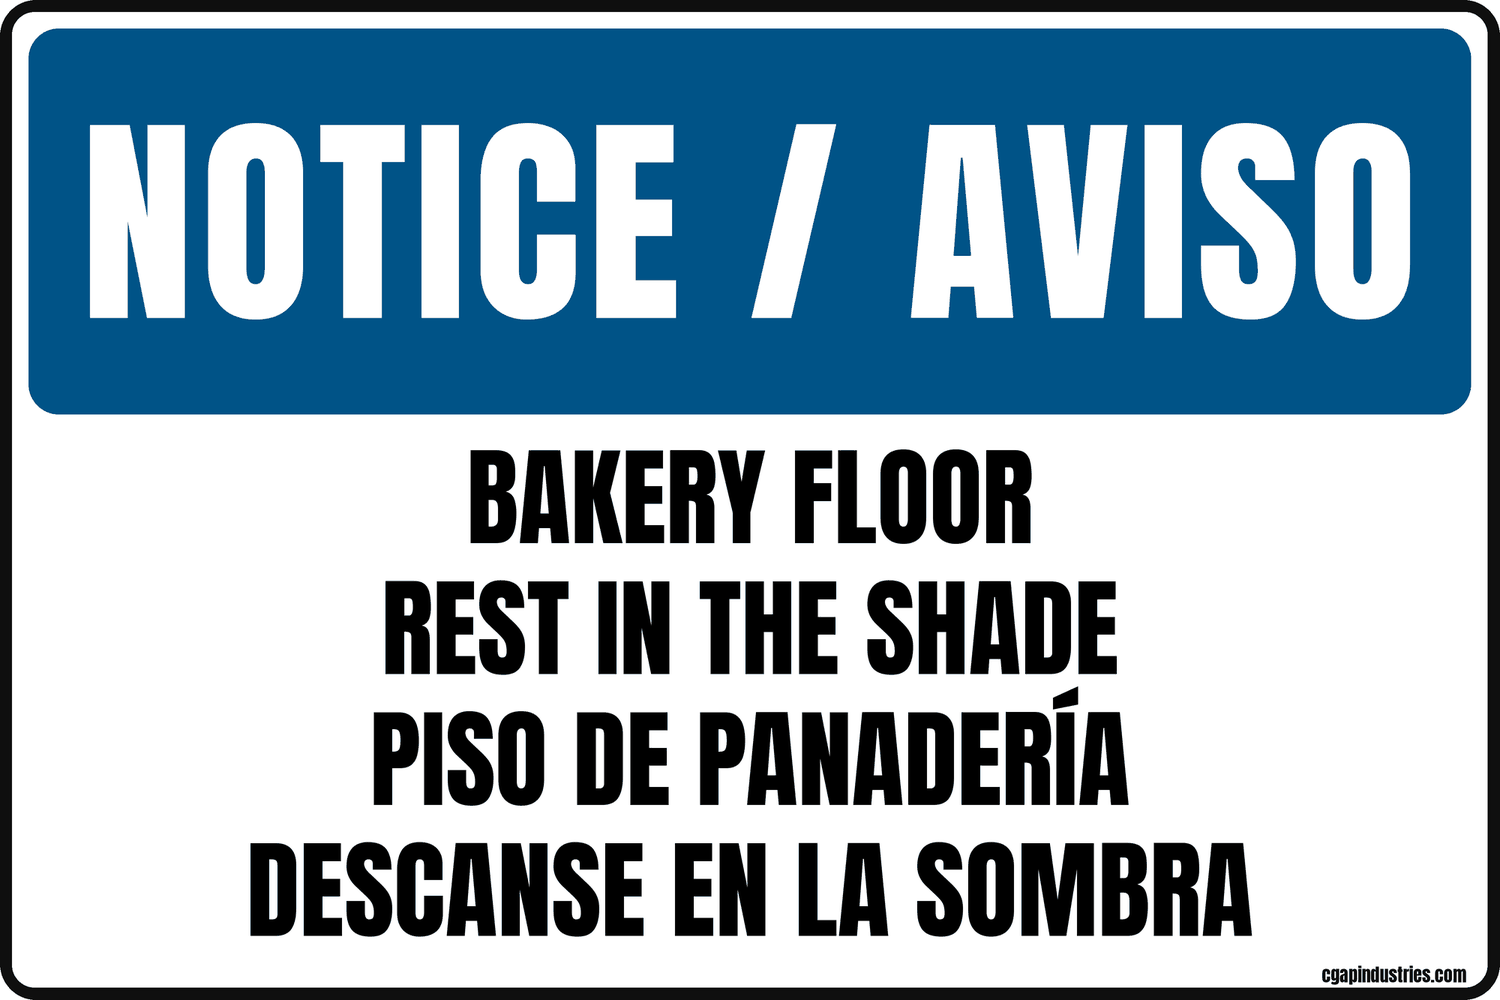 NOTICE / AVISO
BAKERY FLOOR
REST IN THE SHADE
PISO DE PANADERÍA
DESCANSE EN LA SOMBRA
cgapindustries.com